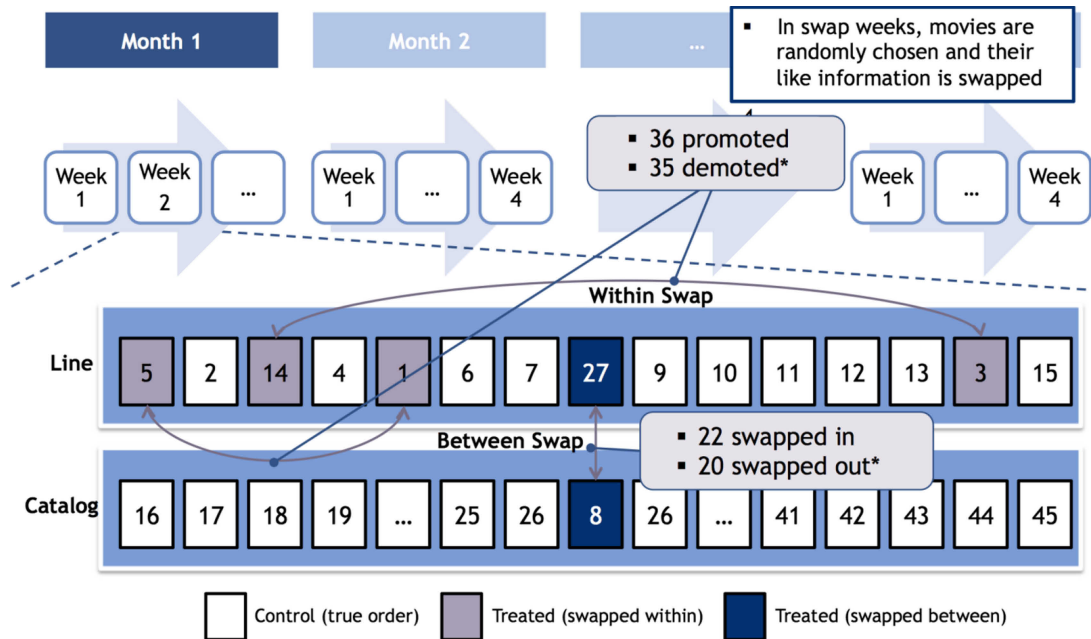 Month 1
Month 2
...
▪ In swap weeks, movies are
randomly chosen and their
like information is swapped
▪ 36 promoted
▪ 35 demoted*
Week 1
Week 2
...
Week 1
...
Week 4
Week 1
...
Week 4
Within Swap
Line
5 2 14 4 1 6 7 27 9 10 11 12 13 3 15
Between Swap
▪ 22 swapped in
▪ 20 swapped out*
Catalog
16 17 18 19 ... 25 26 8 26 ... 41 42 43 44 45
Control (true order)
Treated (swapped within)
Treated (swapped between)